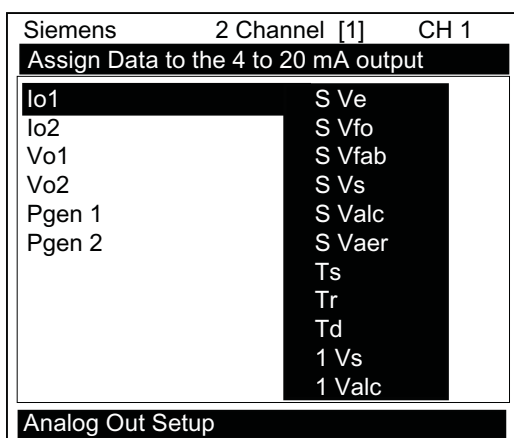 Siemens 2 Channel [1] CH 1
Assign Data to the 4 to 20 mA output
Io1 S Ve
Io2 S Vfo
Vo1 S Vfab
Vo2 S Vs
Pgen 1 S Valc
Pgen 2 S Vaer
Ts
Tr
Td
1 Vs
1 Valc
Analog Out Setup